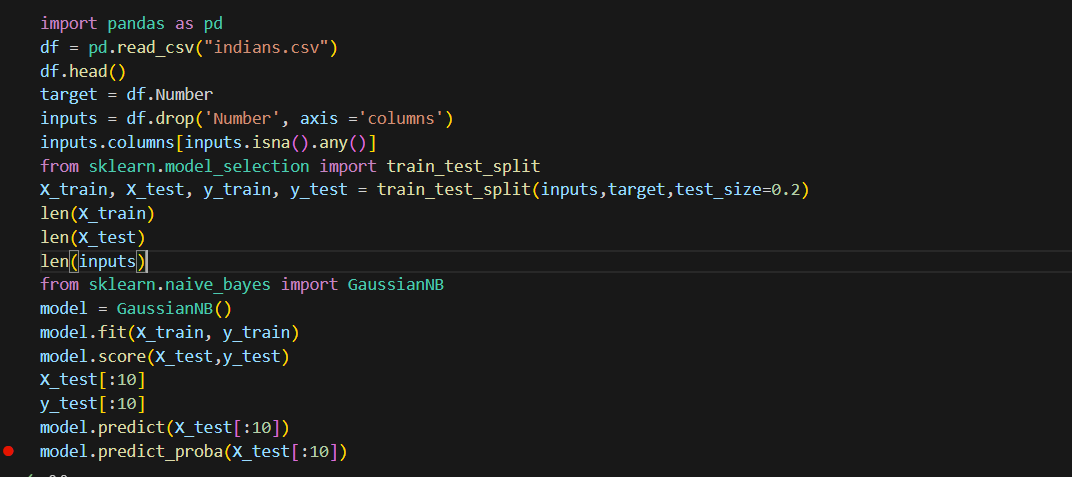 import pandas as pd
df = pd.read_csv("indians.csv")
df.head()
target = df.Number
inputs = df.drop('Number', axis ='columns')
inputs.columns[inputs.isna().any()]
from sklearn.model_selection import train_test_split
X_train, X_test, y_train, y_test = train_test_split(inputs,target,test_size=0.2)
len(X_train)
len(X_test)
len(inputs)
from sklearn.naive_bayes import GaussianNB
model = GaussianNB()
model.fit(X_train, y_train)
model.score(X_test,y_test)
X_test[:10]
y_test[:10]
model.predict(X_test[:10])
model.predict_proba(X_test[:10])